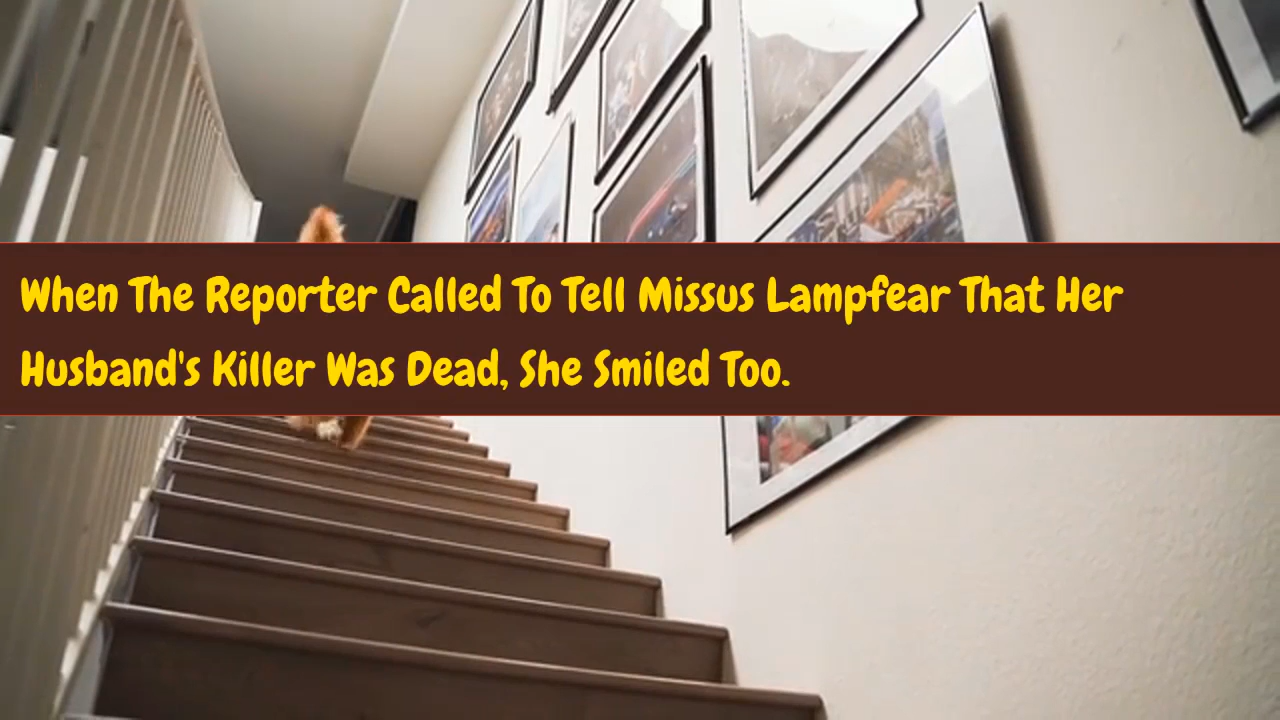 When The Reporter Called To Tell Missus Lampfear That Her
Husband's Killer Was Dead, She Smiled Too.